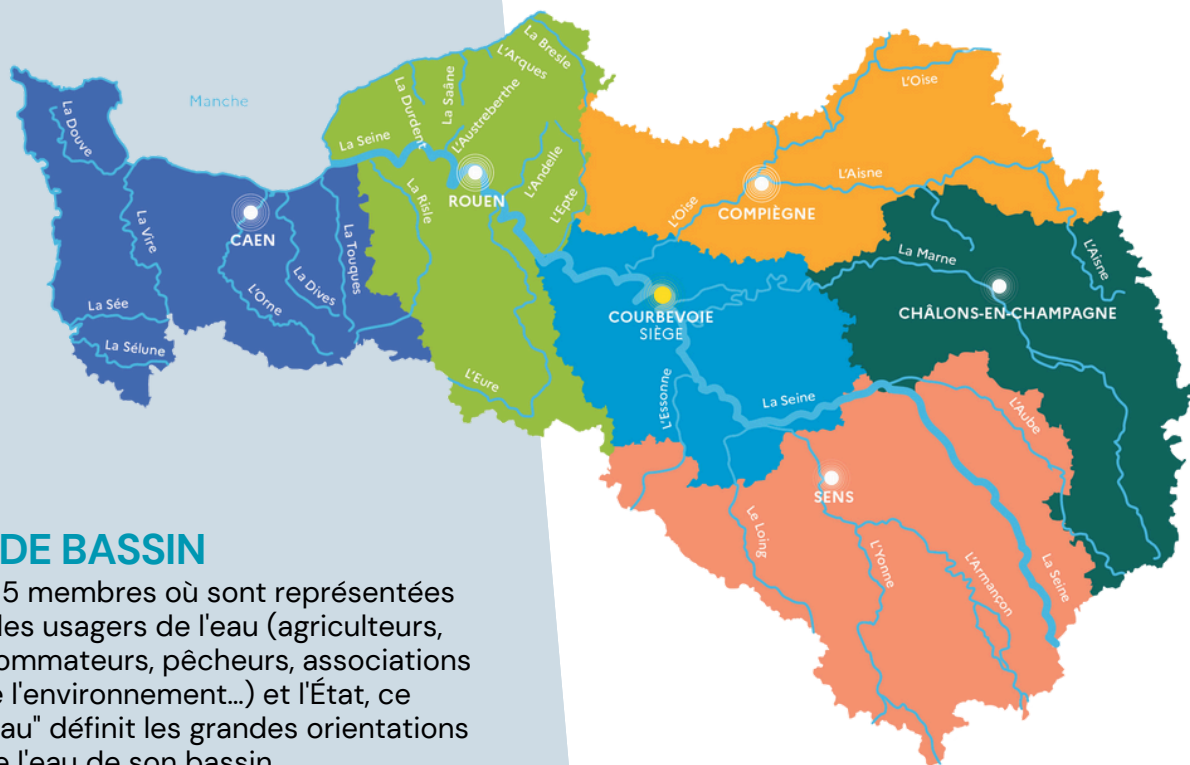 Manche
La Douve
La Vire
La Sée
La Sélune
CAEN
L'Orne
La Dives
La Touques
La Seine
La Durdent
La Saâne
L'Austreberthe
L'Arques
La Bresle
ROUEN
La Risle
L'Andelle
L'Epte
L'Eure
L'Oise
L'Aisne
L'Oise
COMPIÈGNE
L'Aisne
La Marne
CHÂLONS-EN-CHAMPAGNE
COURBEVOIE
SIÈGE
L'Essonne
La Seine
L'Aube
SENS
Le Loing
L'Yonne
L'Armançon
La Seine
DE BASSIN
5 membres où sont représentées
les usagers de l'eau (agriculteurs,
ommateurs, pêcheurs, associations
e l'environnement...) et l'État, ce
au" définit les grandes orientations
e l'eau de son bassin